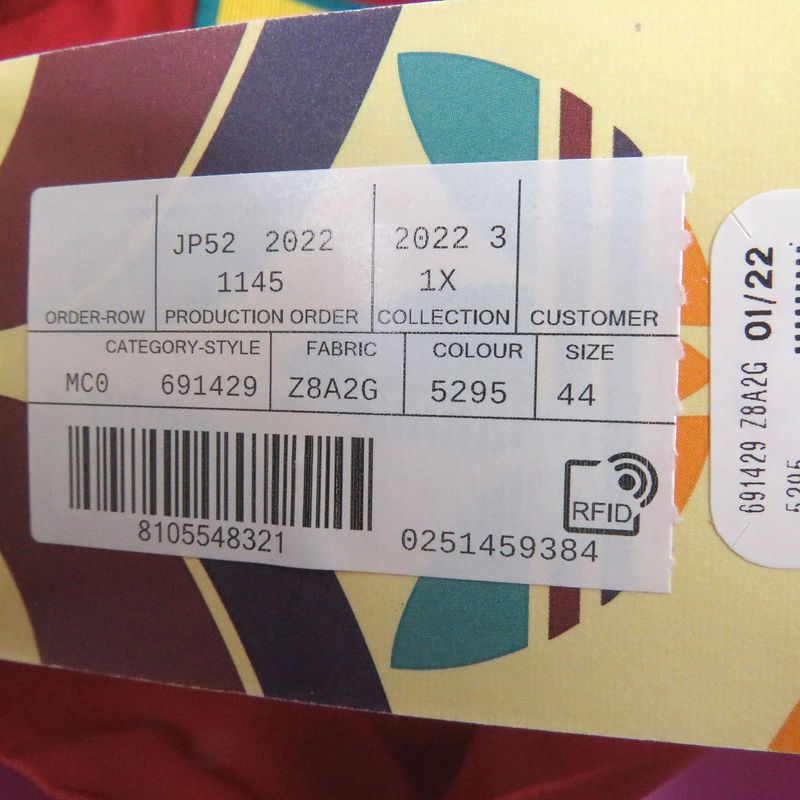 JP52 2022
1145
2022 3
1X
ORDER-ROW PRODUCTION ORDER COLLECTION CUSTOMER
CATEGORY-STYLE FABRIC COLOUR SIZE
MC0 691429 Z8A2G 5295 44
RFID
8105548321 0251459384
01/22
691429 Z8A2G
5295